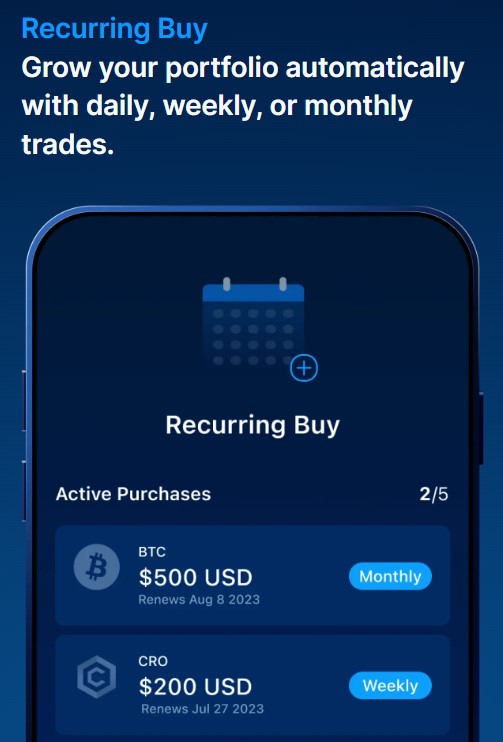 Recurring Buy
Grow your portfolio automatically
with daily, weekly, or monthly
trades.
Recurring Buy
Active Purchases 2/5
BTC
$500 USD Monthly
Renews Aug 8 2023
CRO
$200 USD Weekly
Renews Jul 27 2023